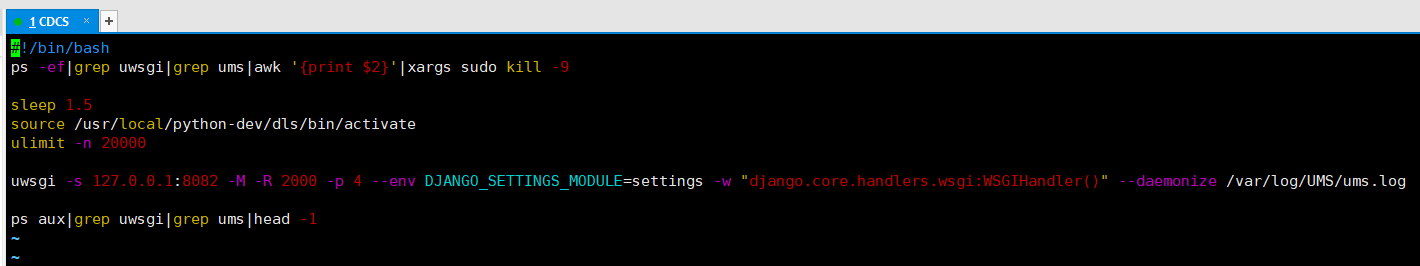 1 CDCS × +
#!/bin/bash
ps -ef|grep uwsgi|grep ums|awk '{print $2}'|xargs sudo kill -9
sleep 1.5
source /usr/local/python-dev/dls/bin/activate
ulimit -n 20000
uwsgi -s 127.0.0.1:8082 -M -R 2000 -p 4 --env DJANGO_SETTINGS_MODULE=settings -w "django.core.handlers.wsgi:WSGIHandler()" --daemonize /var/log/UMS/ums.log
ps aux|grep uwsgi|grep ums|head -1
~
~